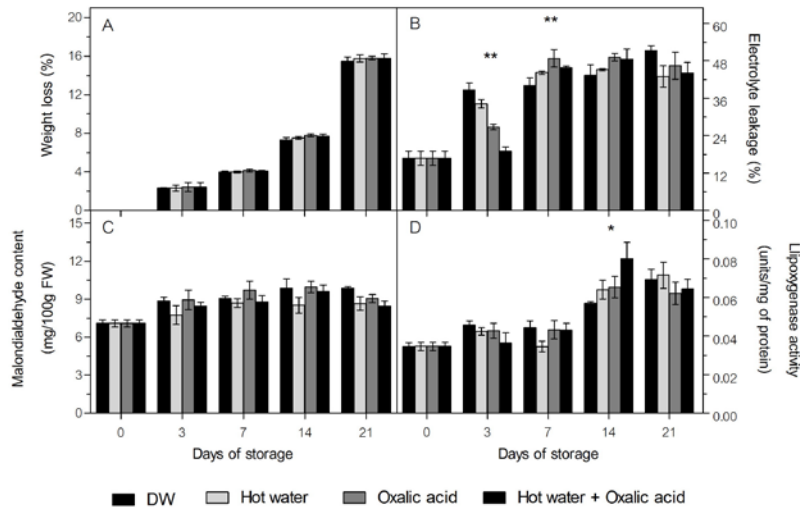 A
Weight loss (%)
20
16
12
8
4
0
B
**
**
Electrolyte leakage (%)
60
48
36
24
12
0
C
Malondialdehyde content
(mg/100g FW)
15
12
9
6
3
0
D
*
Llipoxygenase activity
(units/mg of protein)
0.10
0.08
0.06
0.04
0.02
0.00
0 3 7 14 21
0 3 7 14 21
Days of storage
Days of storage
DW Hot water Oxalic acid Hot water + Oxalic acid